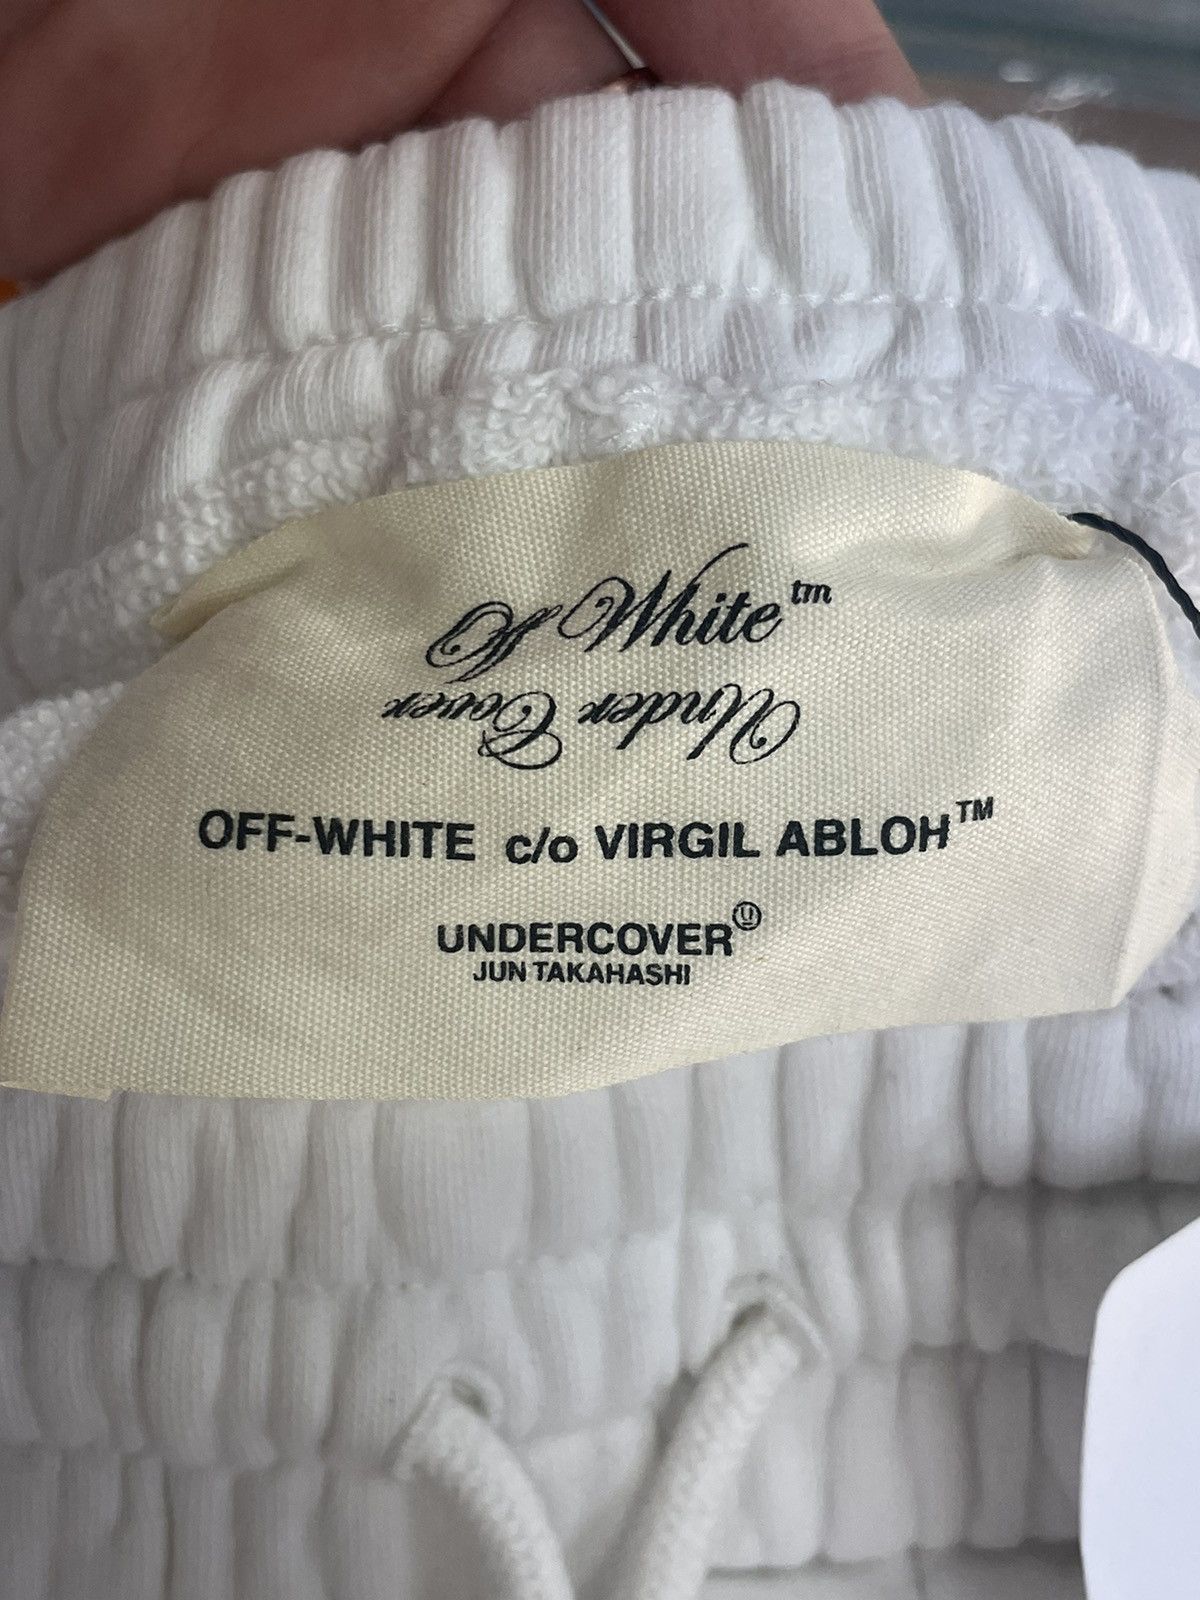 Off White™
Under Cover
OFF-WHITE c/o VIRGIL ABLOH™
UNDERCOVER Ⓤ
JUN TAKAHASHI